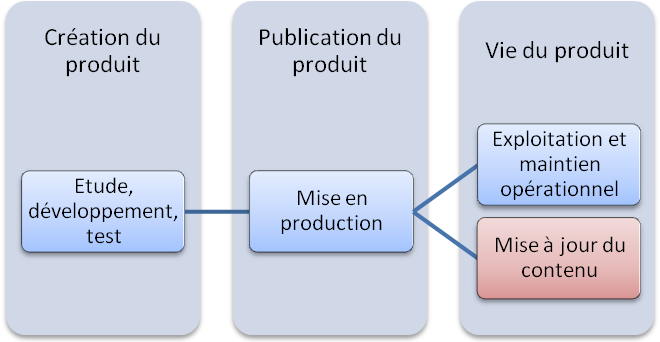 Création du
produit
Publication du
produit
Vie du produit
Etude,
développement,
test
Mise en
production
Exploitation et
maintien
opérationnel
Mise à jour du
contenu